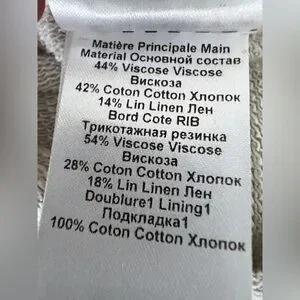 Matière Principale Main
Material Основной состав
44% Viscose Viscose
Вискоза
42% Coton Cotton Хлопок
14% Lin Linen Лен
Bord Cote RIB
Трикотажная резинка
54% Viscose Viscose
Вискоза
28% Coton Cotton Хлопок
18% Lin Linen Лен
Doublure1 Lining1
Подкладка1
100% Coton Cotton Хлопок